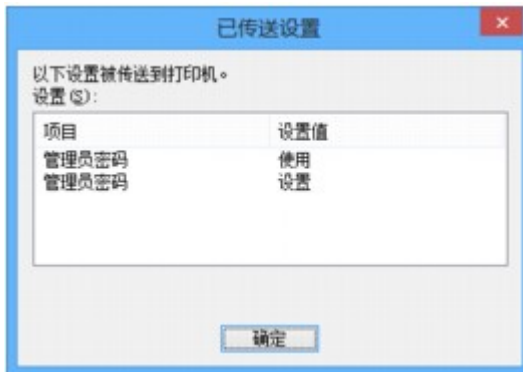 已传送设置
以下设置被传送到打印机。
设置(S):
项目 设置值
管理员密码 使用
管理员密码 设置
确定